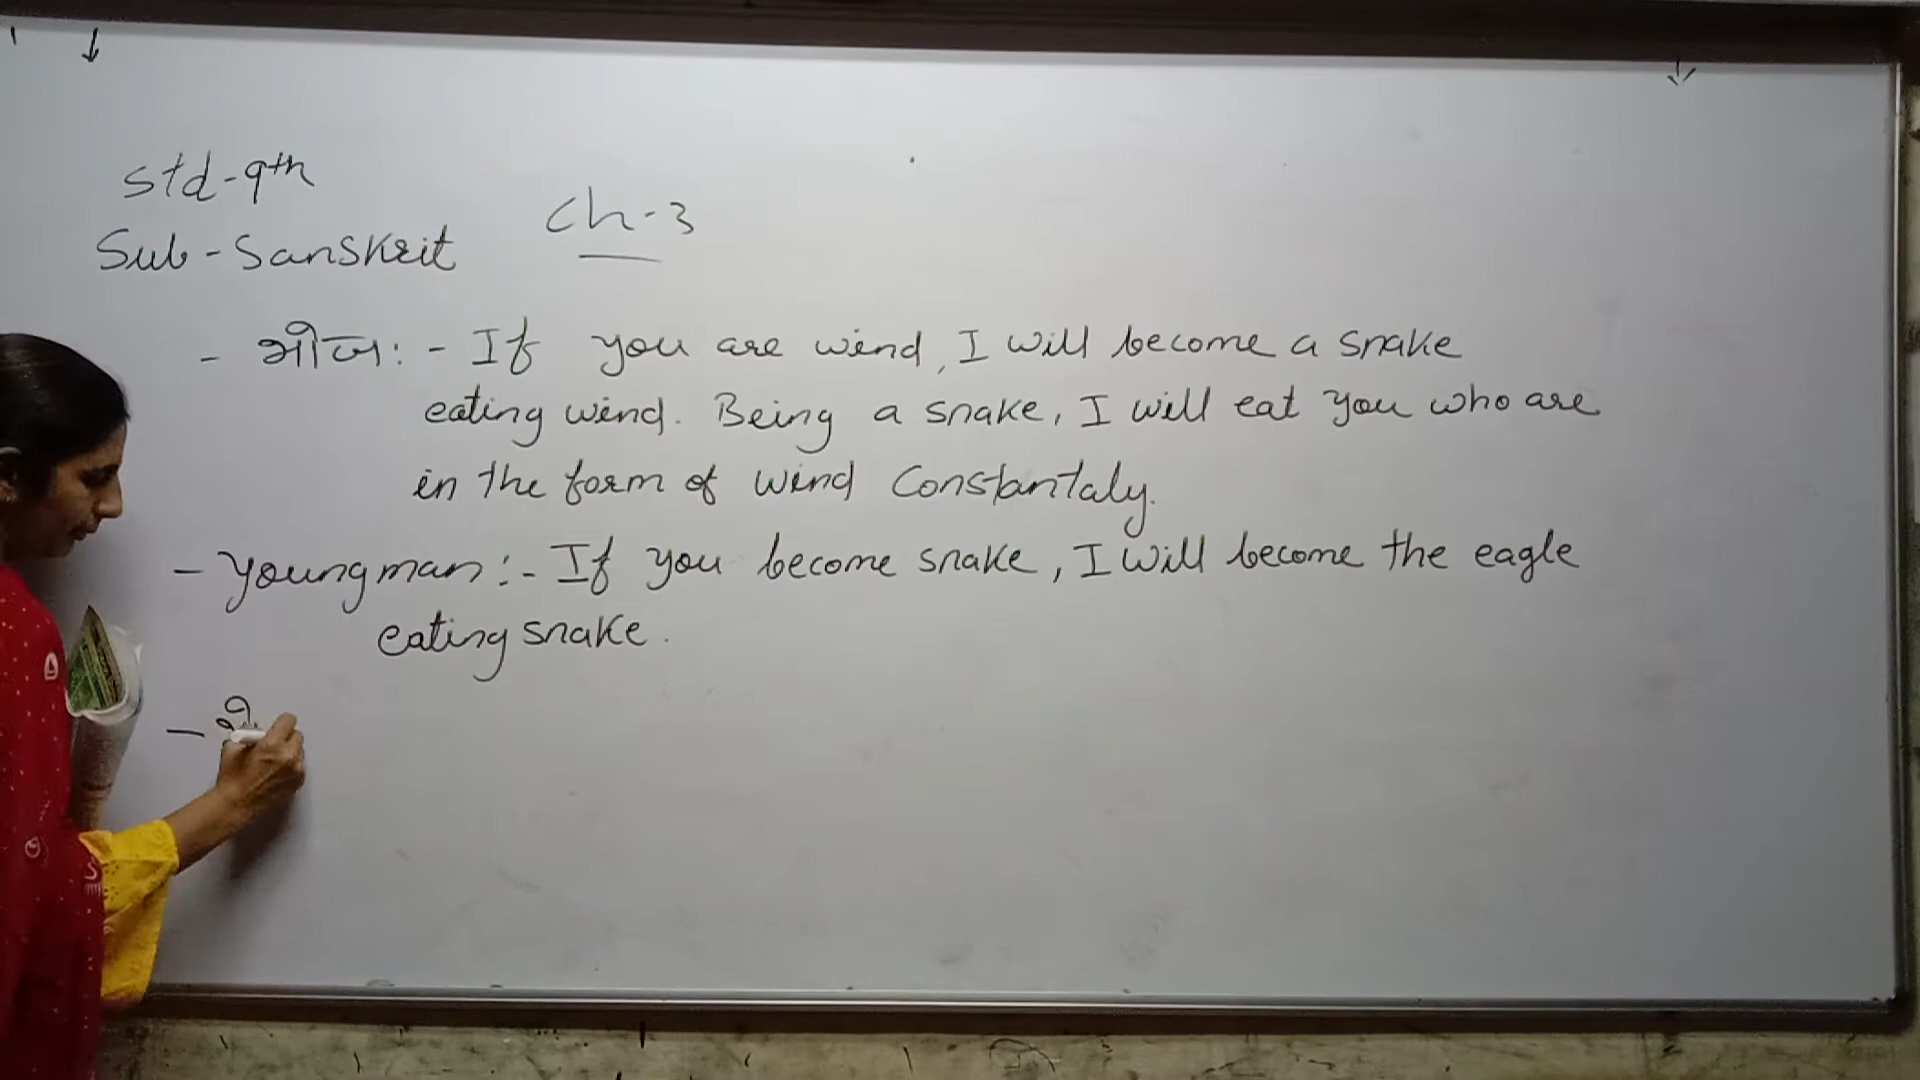 Std-9th
Sub-Sanskrit
Ch-3
- भोजः - If you are wind, I will become a snake
eating wind. Being a snake, I will eat you who are
in the form of wind Constantaly.
- Youngman :- If you become snake, I will become the eagle
eating snake.
-